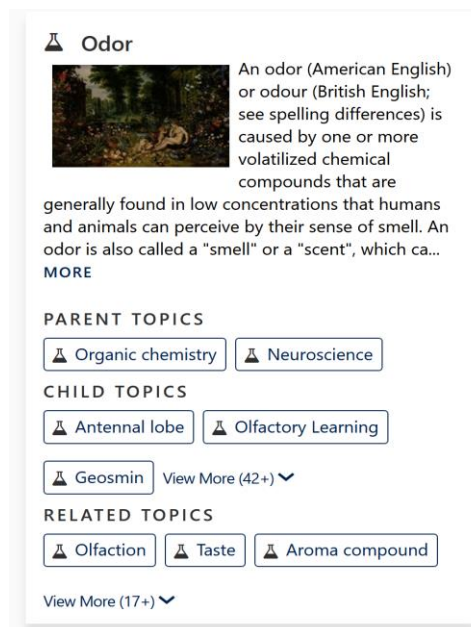 Odor
An odor (American English)
or odour (British English;
see spelling differences) is
caused by one or more
volatilized chemical
compounds that are
generally found in low concentrations that humans
and animals can perceive by their sense of smell. An
odor is also called a "smell" or a "scent", which ca...
MORE
PARENT TOPICS
Organic chemistry Neuroscience
CHILD TOPICS
Antennal lobe Olfactory Learning
Geosmin View More (42+)
RELATED TOPICS
Olfaction Taste Aroma compound
View More (17+)